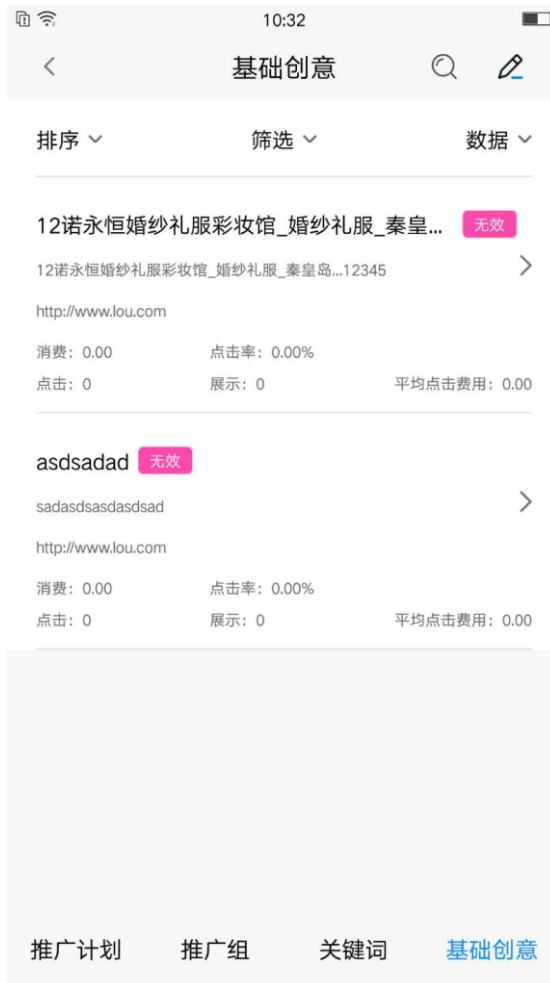 10:32
基础创意
排序 筛选 数据
12诺永恒婚纱礼服彩妆馆_婚纱礼服_秦皇... 无效
12诺永恒婚纱礼服彩妆馆_婚纱礼服_秦皇岛...12345
http://www.lou.com
消费：0.00 点击率：0.00%
点击：0 展示：0 平均点击费用：0.00
asdsadad 无效
sadasdsasdasdsad
http://www.lou.com
消费：0.00 点击率：0.00%
点击：0 展示：0 平均点击费用：0.00
推广计划 推广组 关键词 基础创意